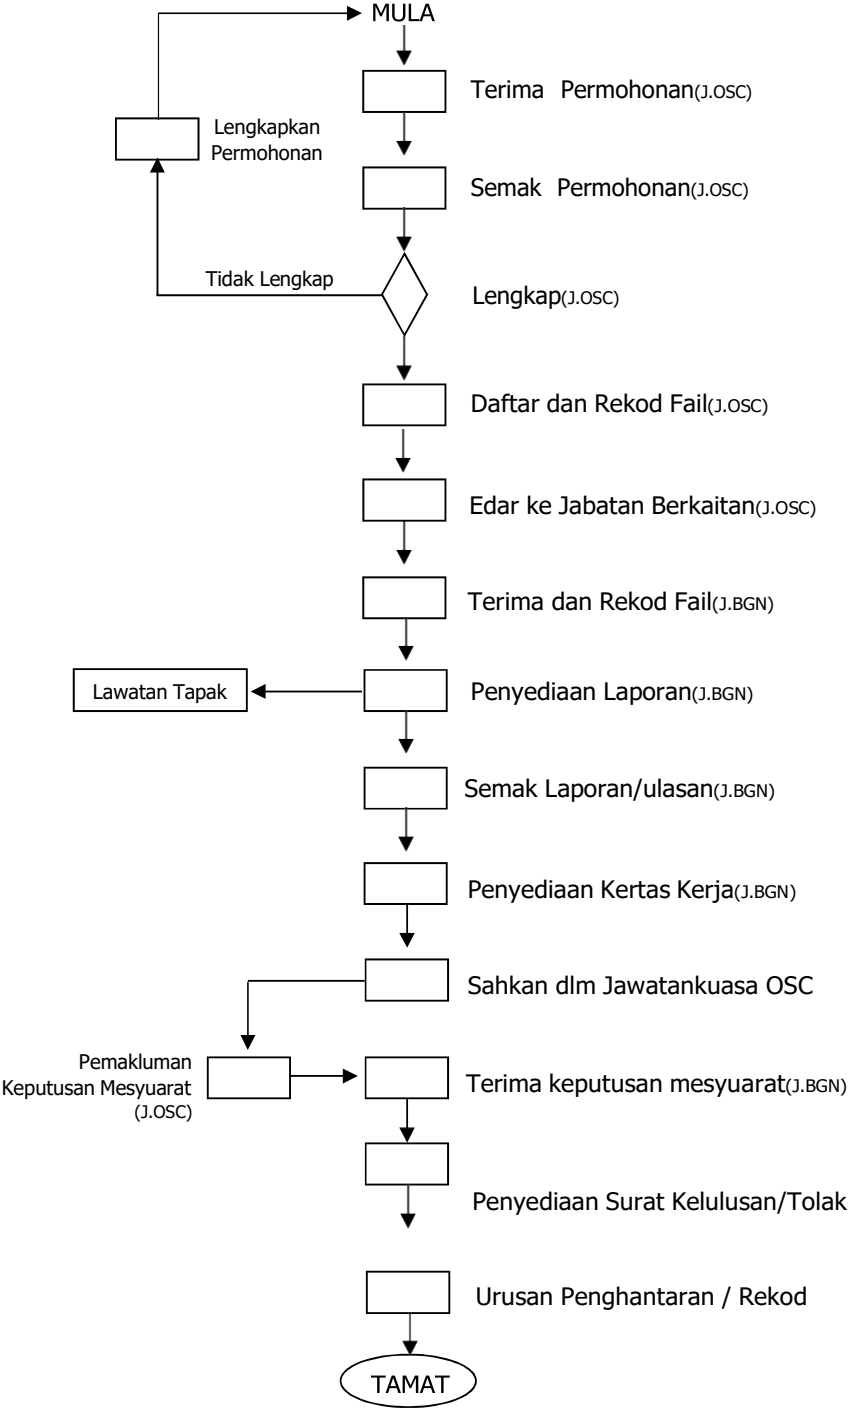 MULA
Terima Permohonan(J.OSC)
Lengkapkan
Permohonan
Semak Permohonan(J.OSC)
Tidak Lengkap
Lengkap(J.OSC)
Daftar dan Rekod Fail(J.OSC)
Edar ke Jabatan Berkaitan(J.OSC)
Terima dan Rekod Fail(J.BGN)
Lawatan Tapak
Penyediaan Laporan(J.BGN)
Semak Laporan/ulasan(J.BGN)
Penyediaan Kertas Kerja(J.BGN)
Sahkan dlm Jawatankuasa OSC
Pemakluman
Keputusan Mesyuarat
(J.OSC)
Terima keputusan mesyuarat(J.BGN)
Penyediaan Surat Kelulusan/Tolak
Urusan Penghantaran / Rekod
TAMAT